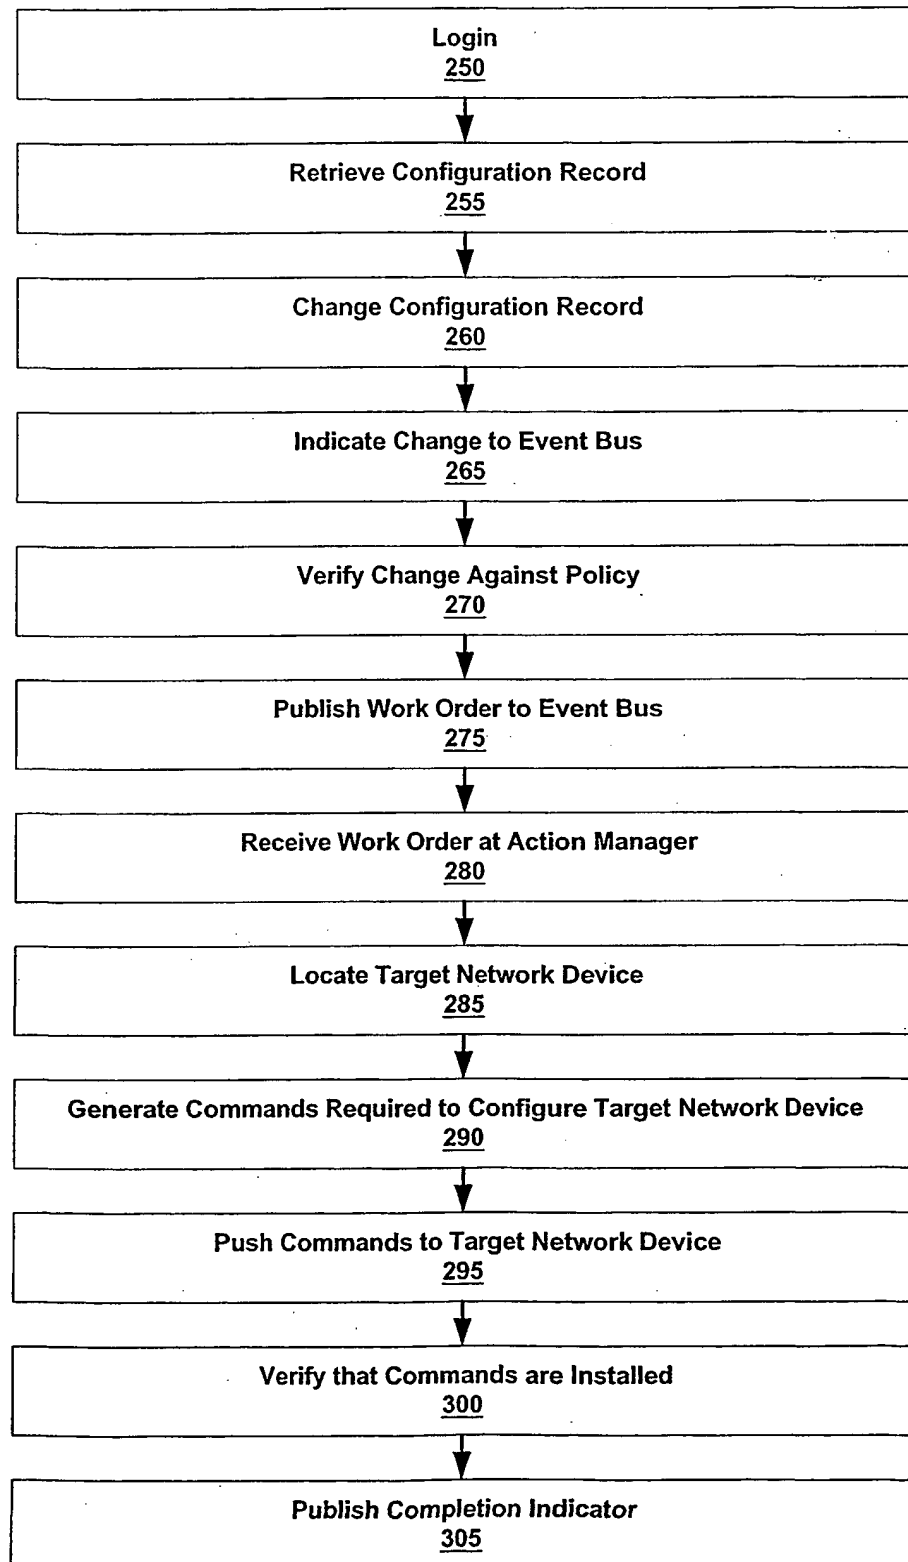 Login
250
Retrieve Configuration Record
255
Change Configuration Record
260
Indicate Change to Event Bus
265
Verify Change Against Policy
270
Publish Work Order to Event Bus
275
Receive Work Order at Action Manager
280
Locate Target Network Device
285
Generate Commands Required to Configure Target Network Device
290
Push Commands to Target Network Device
295
Verify that Commands are Installed
300
Publish Completion Indicator
305